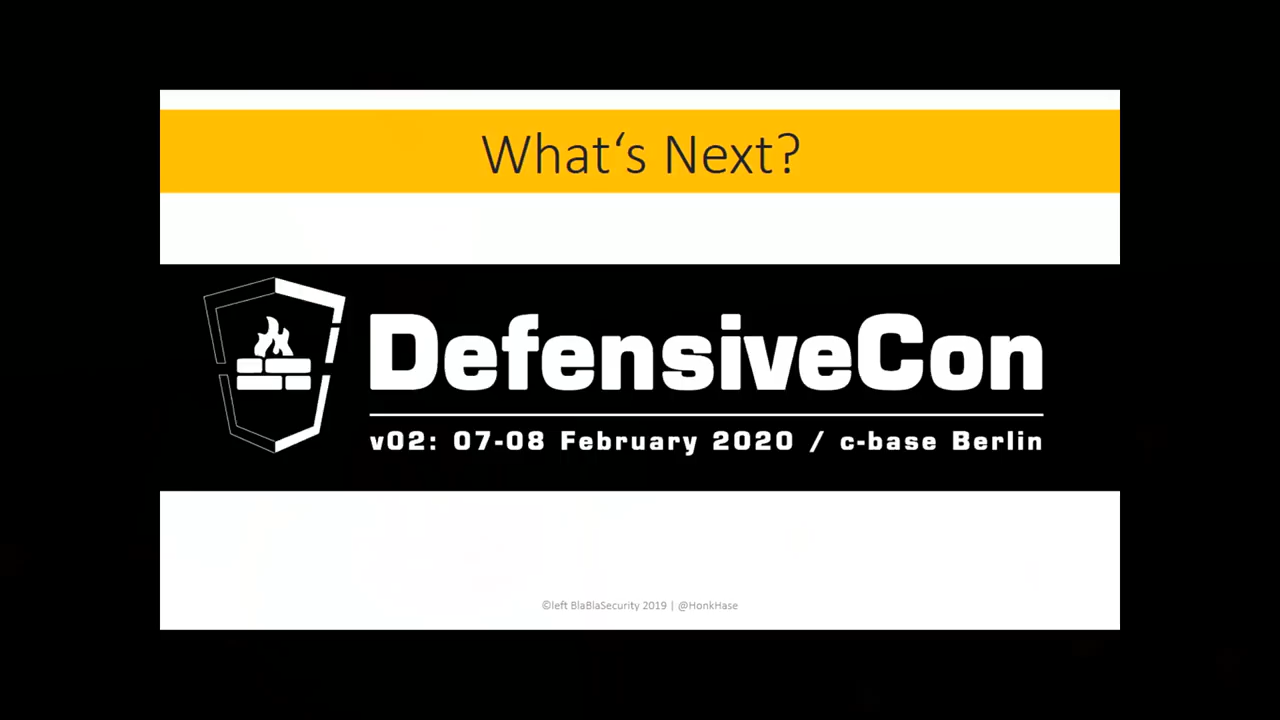 What‘s Next?
DefensiveCon
v02: 07-08 February 2020 / c-base Berlin
©left BlaBlaSecurity 2019 | @HonkHase